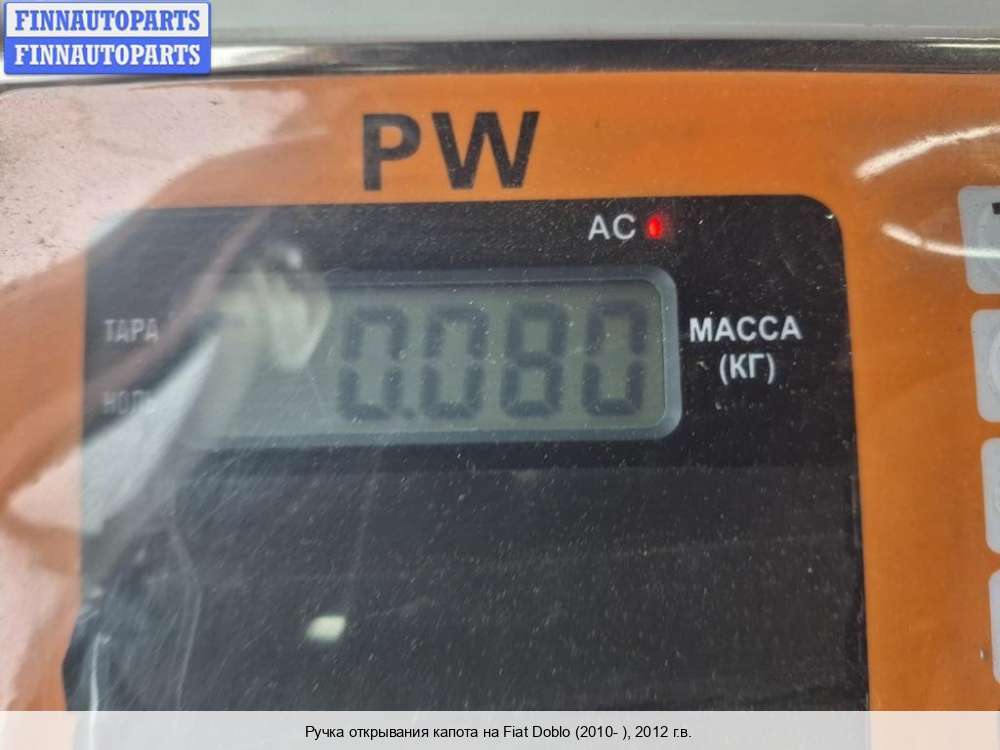 FINNAUTOPARTS
FINNAUTOPARTS
PW
AC
ТАРА
0.080
МАССА
(КГ)
Ручка открывания капота на Fiat Doblo (2010- ), 2012 г.в.